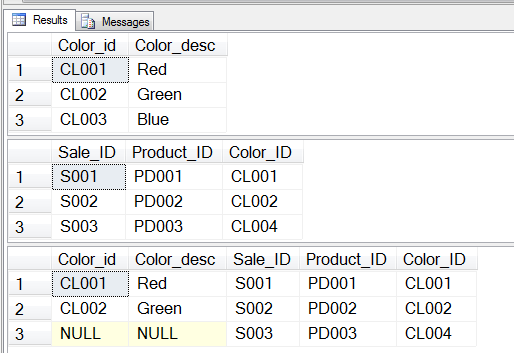 Results Messages
Color_id Color_desc
1 CL001 Red
2 CL002 Green
3 CL003 Blue
Sale_ID Product_ID Color_ID
1 S001 PD001 CL001
2 S002 PD002 CL002
3 S003 PD003 CL004
Color_id Color_desc Sale_ID Product_ID Color_ID
1 CL001 Red S001 PD001 CL001
2 CL002 Green S002 PD002 CL002
3 NULL NULL S003 PD003 CL004